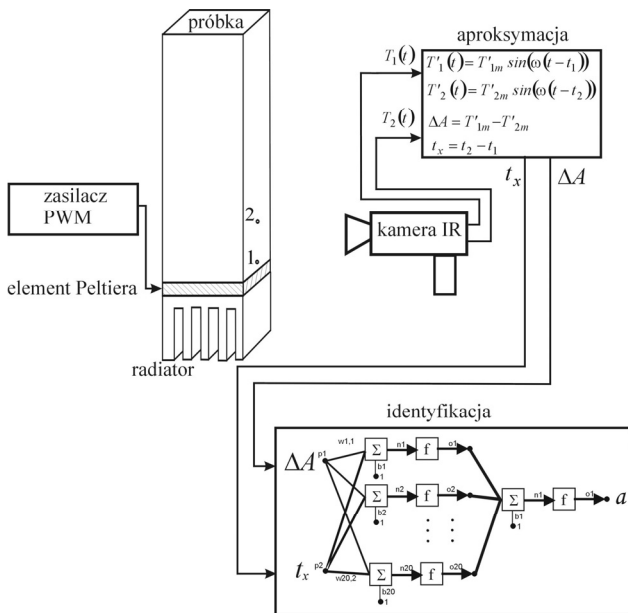 próbka
aproksymacja
T₁(t)
T'₁(t)=T'₁ₘ sin(ω(t-t₁))
T'₂(t)=T'₂ₘ sin(ω(t-t₂))
T₂(t)
ΔA = T'₁ₘ-T'₂ₘ
tₓ = t₂-t₁
tₓ
ΔA
zasilacz
PWM
2
kamera IR
1
element Peltiera
radiator
identyfikacja
ΔA
p1
w1,1
Σ
n1
f
o1
b1
1
Σ
n2
f
o2
b2
1
Σ
n1
f
o1
a
b1
1
tₓ
p2
w20,2
Σ
n20
f
o20
b20
1